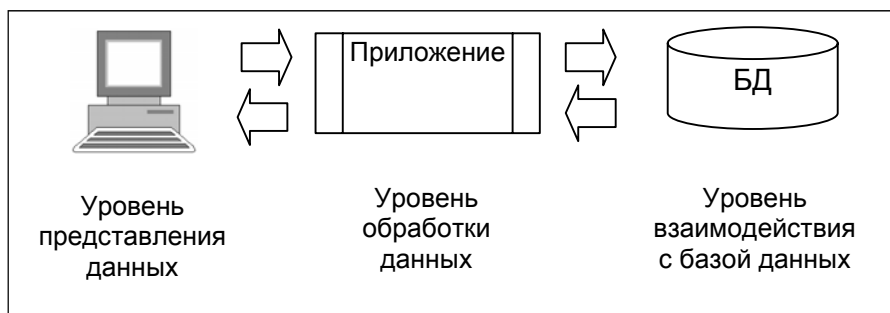 Приложение
БД
Уровень
представления
данных
Уровень
обработки
данных
Уровень
взаимодействия
с базой данных